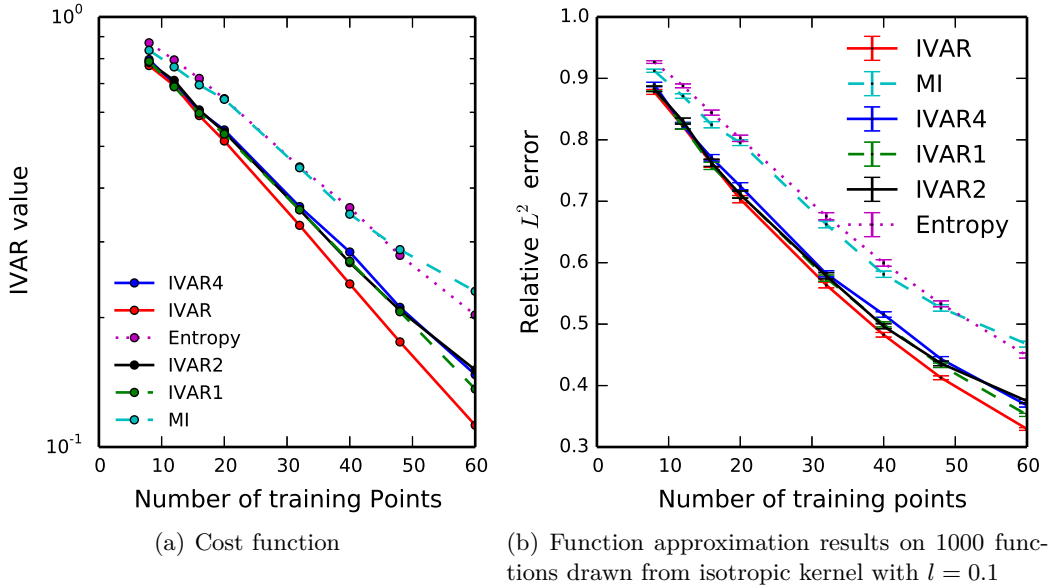 10⁰
IVAR value
10⁻¹
IVAR4
IVAR
Entropy
IVAR2
IVAR1
MI
0 10 20 30 40 50 60
Number of training Points
(a) Cost function
1.0
0.9
0.8
0.7
0.6
0.5
0.4
0.3
Relative L² error
IVAR
MI
IVAR4
IVAR1
IVAR2
Entropy
0 10 20 30 40 50 60
Number of training points
(b) Function approximation results on 1000 func-
tions drawn from isotropic kernel with l = 0.1